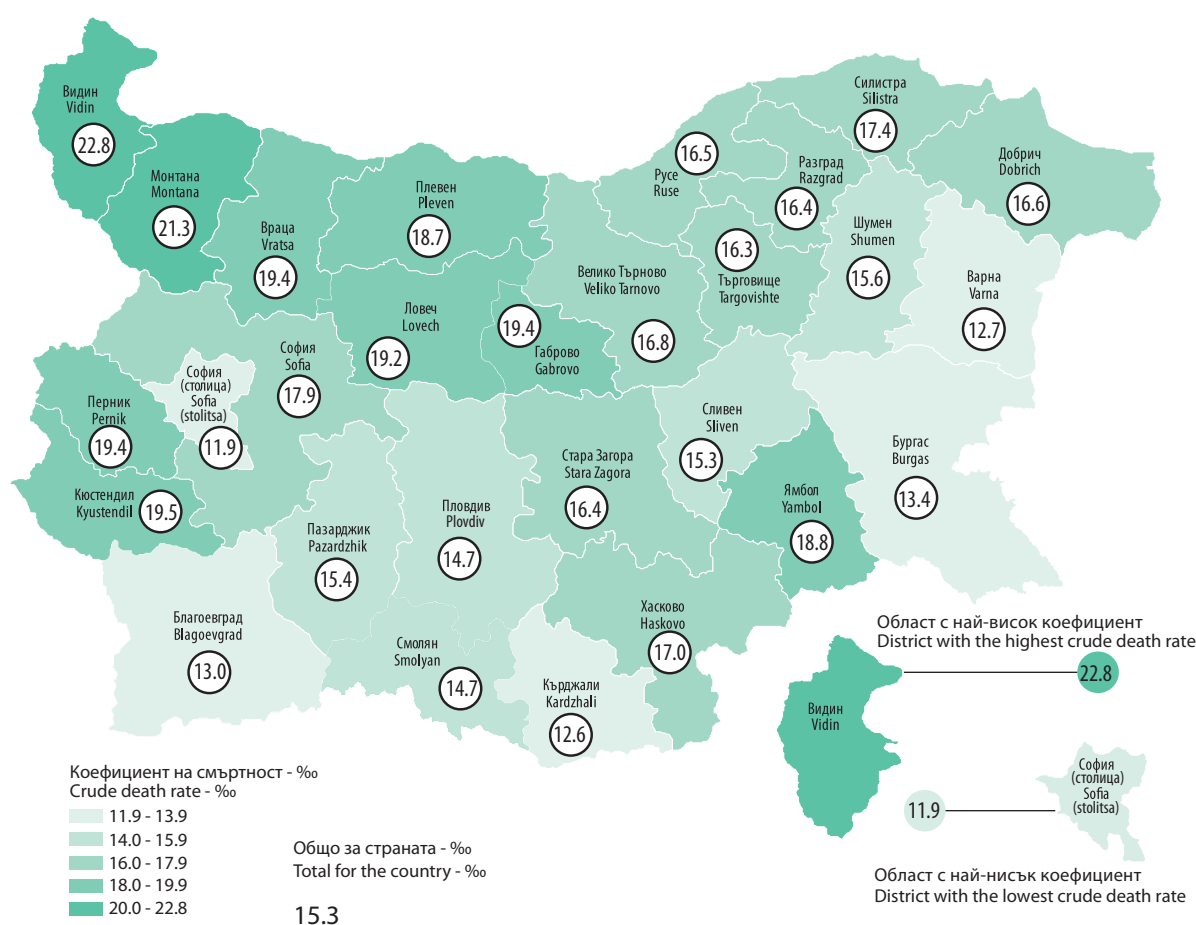 Видин
Vidin
22.8
Монтана
Montana
21.3
Враца
Vratsa
19.4
Плевен
Pleven
18.7
Ловеч
Lovech
19.2
19.4
Габрово
Gabrovo
Велико Търново
Veliko Tarnovo
16.8
16.5
Русе
Ruse
Разград
Razgrad
16.4
Силистра
Silistra
17.4
Добрич
Dobrich
16.6
16.3
Търговище
Targovishte
Шумен
Shumen
15.6
Варна
Varna
12.7
София
Sofia
17.9
София
(столица)
Sofia
(stolitsa)
11.9
Перник
Pernik
19.4
Кюстендил
Kyustendil
19.5
Благоевград
Blagoevgrad
13.0
Пазарджик
Pazardzhik
15.4
Пловдив
Plovdiv
14.7
Смолян
Smolyan
14.7
Кърджали
Kardzhali
12.6
Хасково
Haskovo
17.0
Стара Загора
Stara Zagora
16.4
Сливен
Sliven
15.3
Ямбол
Yambol
18.8
Бургас
Burgas
13.4
Област с най-висок коефициент
District with the highest crude death rate
22.8
Видин
Vidin
София
(столица)
Sofia
(stolitsa)
11.9
Област с най-нисък коефициент
District with the lowest crude death rate
Коефициент на смъртност - ‰
Crude death rate - ‰
11.9 - 13.9
14.0 - 15.9
16.0 - 17.9
18.0 - 19.9
20.0 - 22.8
Общо за страната - ‰
Total for the country - ‰
15.3